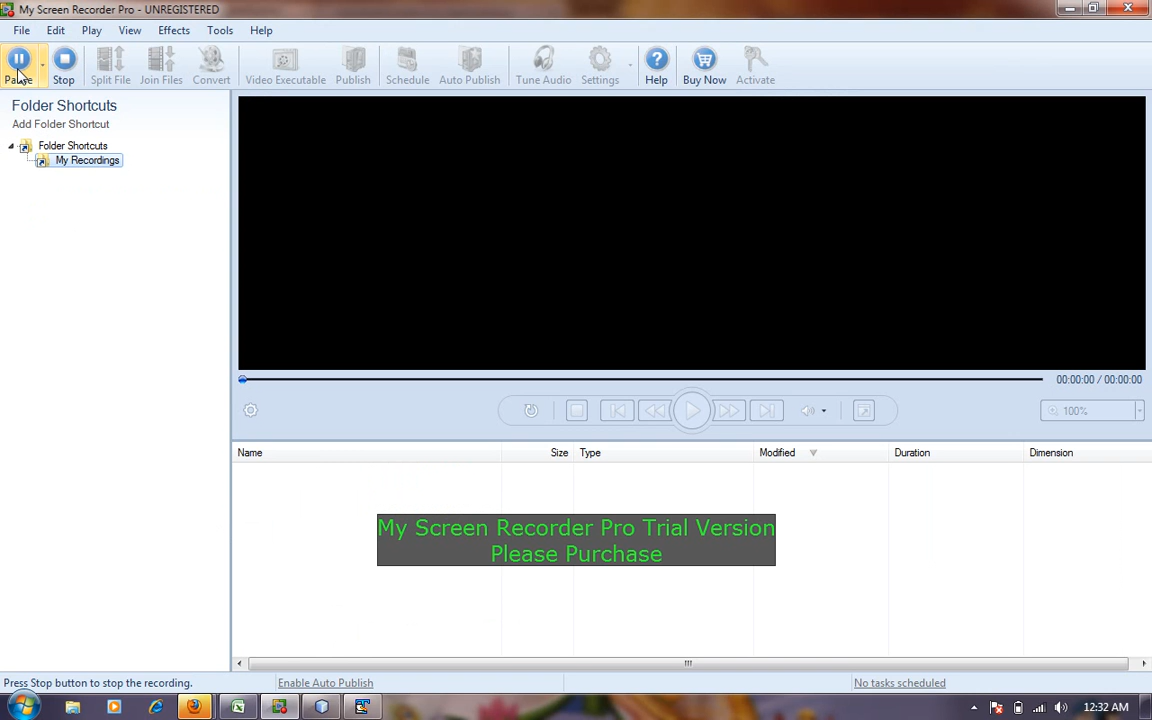 My Screen Recorder Pro - UNREGISTERED
File Edit Play View Effects Tools Help
Pause Stop Split File Join Files Convert Video Executable Publish Schedule Auto Publish Tune Audio Settings Help Buy Now Activate
Folder Shortcuts
Add Folder Shortcut
Folder Shortcuts
My Recordings
00:00:00 / 00:00:00
100%
Name Size Type Modified Duration Dimension
My Screen Recorder Pro Trial Version
Please Purchase
Press Stop button to stop the recording. Enable Auto Publish No tasks scheduled
12:32 AM